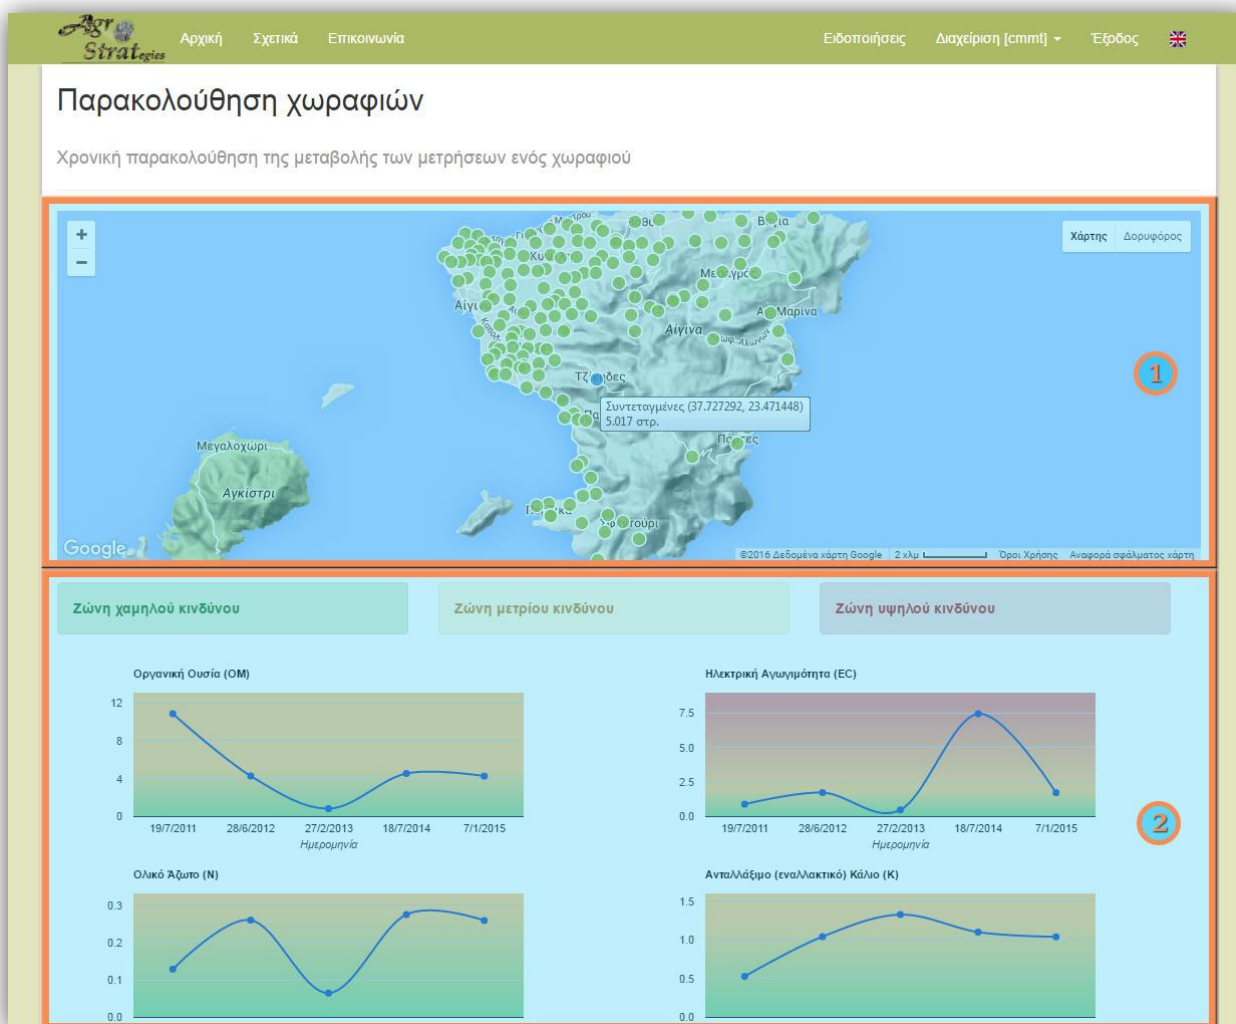 Agr
Strategies
Αρχική Σχετικά Επικοινωνία Ειδοποιήσεις Διαχείριση [cmmt] Έξοδος
Παρακολούθηση χωραφιών
Χρονική παρακολούθηση της μεταβολής των μετρήσεων ενός χωραφιού
+
−
Χάρτης Δορυφόρος
Αίγινα
Μαρίνα
Συντεταγμένες (37.727292, 23.471448)
5.017 στρ.
Μεγαλοχώρι
Αγκίστρι
1
Google
©2016 Δεδομένα χάρτη Google 2 χλμ Όροι Χρήσης Αναφορά σφάλματος χάρτη
Ζώνη χαμηλού κινδύνου Ζώνη μετρίου κινδύνου Ζώνη υψηλού κινδύνου
Οργανική Ουσία (OM)
12
8
4
0
19/7/2011 28/6/2012 27/2/2013 18/7/2014 7/1/2015
Ημερομηνία
Ηλεκτρική Αγωγιμότητα (EC)
7.5
5.0
2.5
0.0
19/7/2011 28/6/2012 27/2/2013 18/7/2014 7/1/2015
Ημερομηνία
2
Ολικό Άζωτο (N)
0.3
0.2
0.1
0.0
Ανταλλάξιμο (εναλλακτικό) Κάλιο (K)
1.5
1.0
0.5
0.0